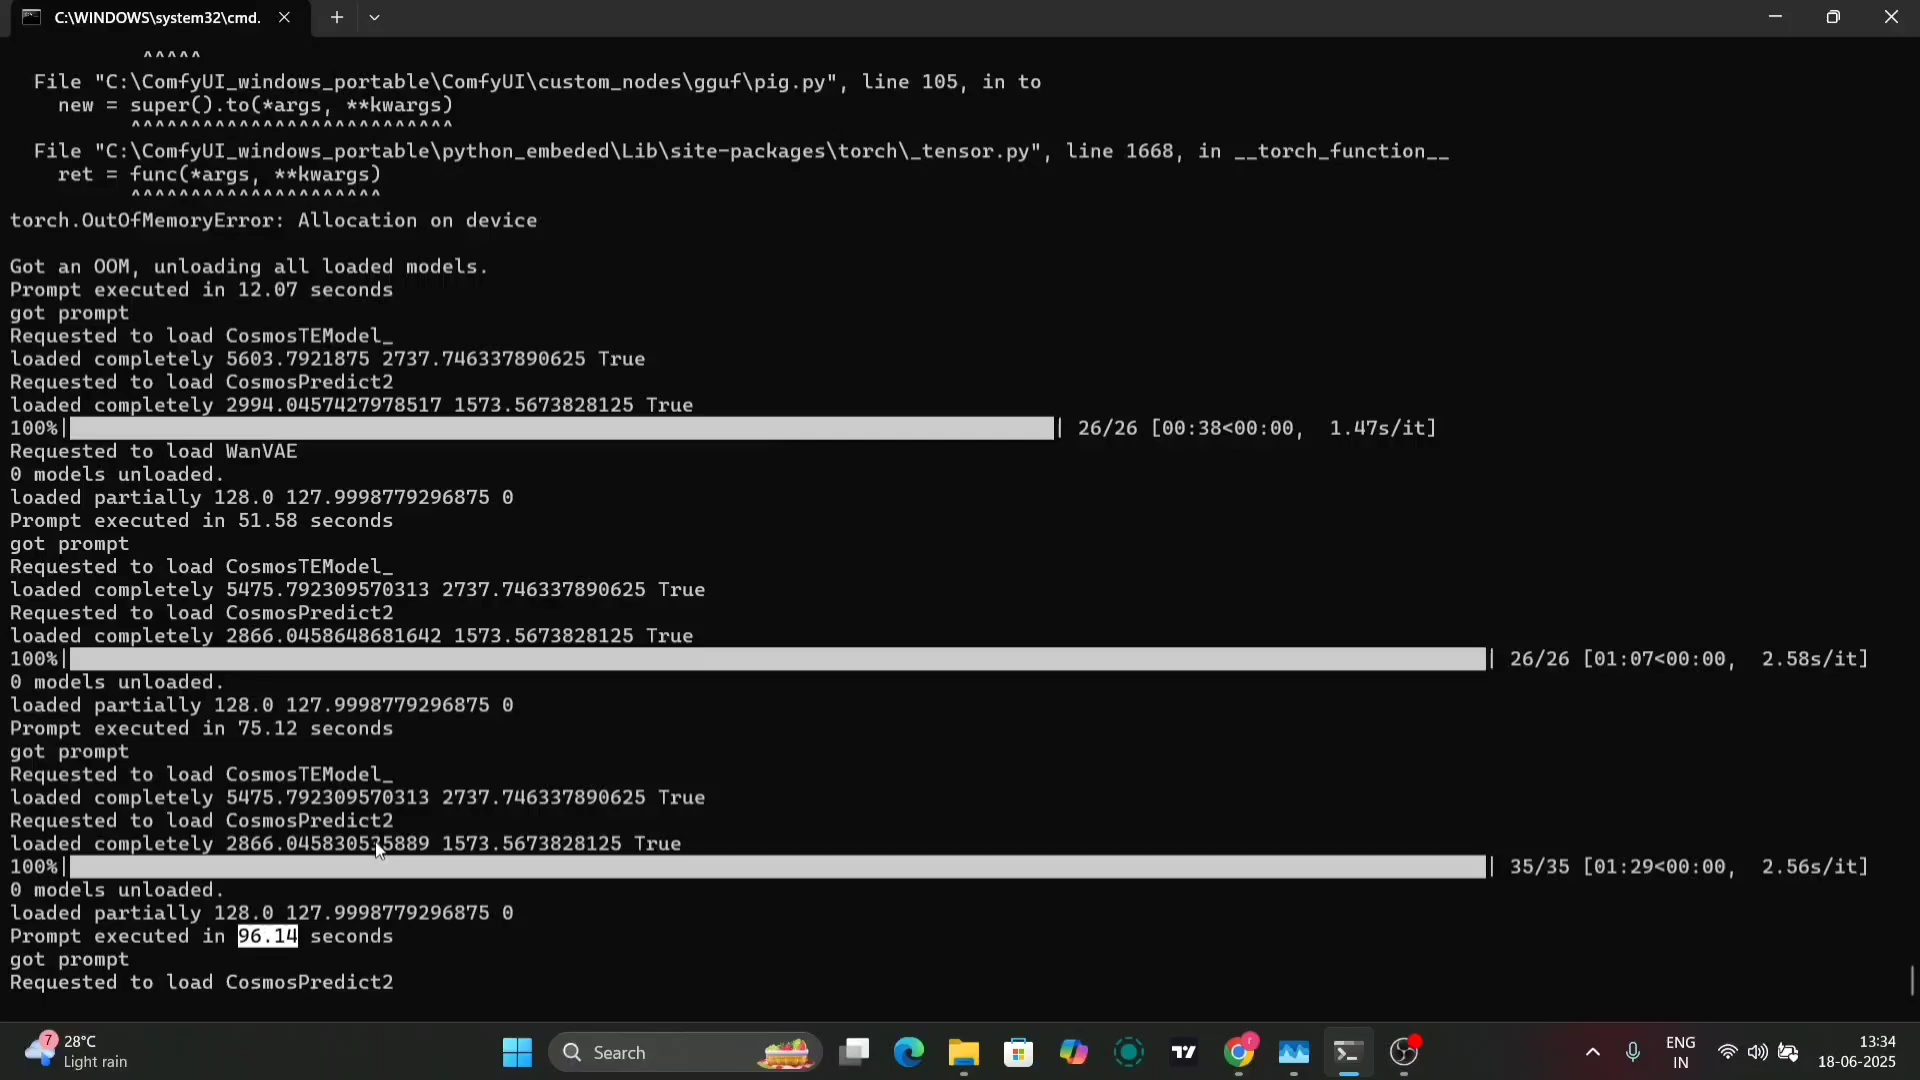 C:\WINDOWS\system32\cmd.
^^^^^
File "C:\ComfyUI_windows_portable\ComfyUI\custom_nodes\gguf\pig.py", line 105, in to
new = super().to(*args, **kwargs)
^^^^^^^^^^^^^^^^^^^^^^^^^^^
File "C:\ComfyUI_windows_portable\python_embeded\Lib\site-packages\torch\_tensor.py", line 1668, in __torch_function__
ret = func(*args, **kwargs)
^^^^^^^^^^^^^^^^^^^^^
torch.OutOfMemoryError: Allocation on device
Got an OOM, unloading all loaded models.
Prompt executed in 12.07 seconds
got prompt
Requested to load CosmosTEModel_
loaded completely 5603.7921875 2737.746337890625 True
Requested to load CosmosPredict2
loaded completely 2994.0457427978517 1573.5673828125 True
100%| | 26/26 [00:38<00:00, 1.47s/it]
Requested to load WanVAE
0 models unloaded.
loaded partially 128.0 127.9998779296875 0
Prompt executed in 51.58 seconds
got prompt
Requested to load CosmosTEModel_
loaded completely 5475.792309570313 2737.746337890625 True
Requested to load CosmosPredict2
loaded completely 2866.0458648681642 1573.5673828125 True
100%| | 26/26 [01:07<00:00, 2.58s/it]
0 models unloaded.
loaded partially 128.0 127.9998779296875 0
Prompt executed in 75.12 seconds
got prompt
Requested to load CosmosTEModel_
loaded completely 5475.792309570313 2737.746337890625 True
Requested to load CosmosPredict2
loaded completely 1573.5673828125 True
100%| | 35/35 [01:29<00:00, 2.56s/it]
0 models unloaded.
loaded partially 128.0 127.9998779296875 0
Prompt executed in 96.14 seconds
got prompt
Requested to load CosmosPredict2
7
28°C
Light rain
Search
ENG
IN
13:34
18-06-2025